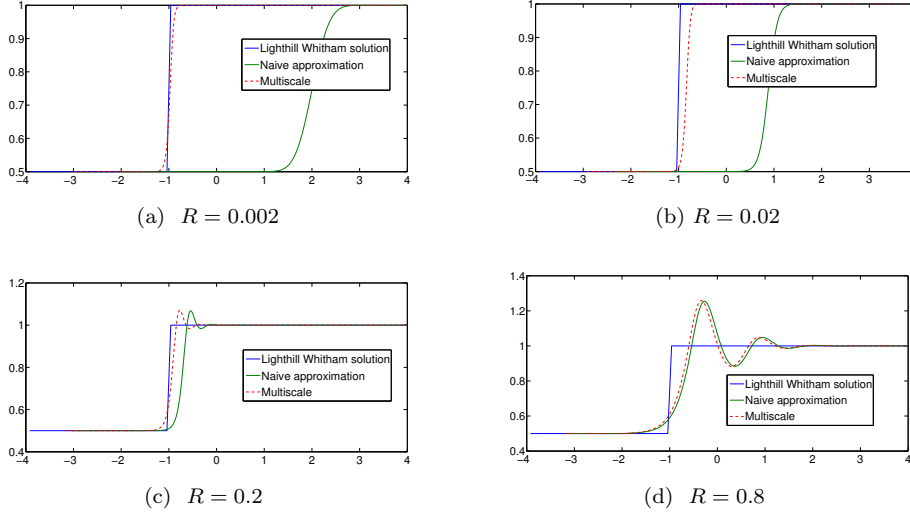 1
0.9
0.8
0.7
0.6
0.5
−4 −3 −2 −1 0 1 2 3 4
Lighthill Whitham solution
Naive approximation
Multiscale
(a) R = 0.002
1
0.9
0.8
0.7
0.6
0.5
−4 −3 −2 −1 0 1 2 3
Lighthill Whitham solution
Naive approximation
Multiscale
(b) R = 0.02
1.2
1
0.8
0.6
0.4
−4 −3 −2 −1 0 1 2 3 4
Lighthill Whitham solution
Naive approximation
Multiscale
(c) R = 0.2
1.4
1.2
1
0.8
0.6
0.4
−4 −3 −2 −1 0 1 2 3 4
Lighthill Whitham solution
Naive approximation
Multiscale
(d) R = 0.8